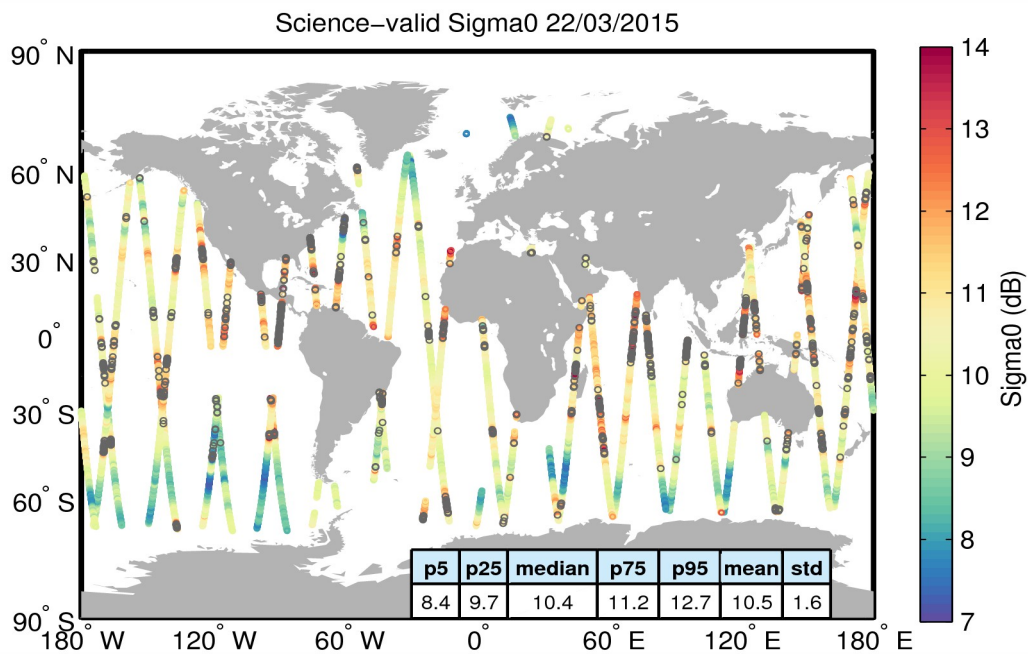 Science−valid Sigma0 22/03/2015
90° N
60° N
30° N
0°
30° S
60° S
90° S
180° W
120° W
60° W
0°
60° E
120° E
180° E
p5 p25 median p75 p95 mean std
8.4 9.7 10.4 11.2 12.7 10.5 1.6
14
13
12
11
10
9
8
7
Sigma0 (dB)